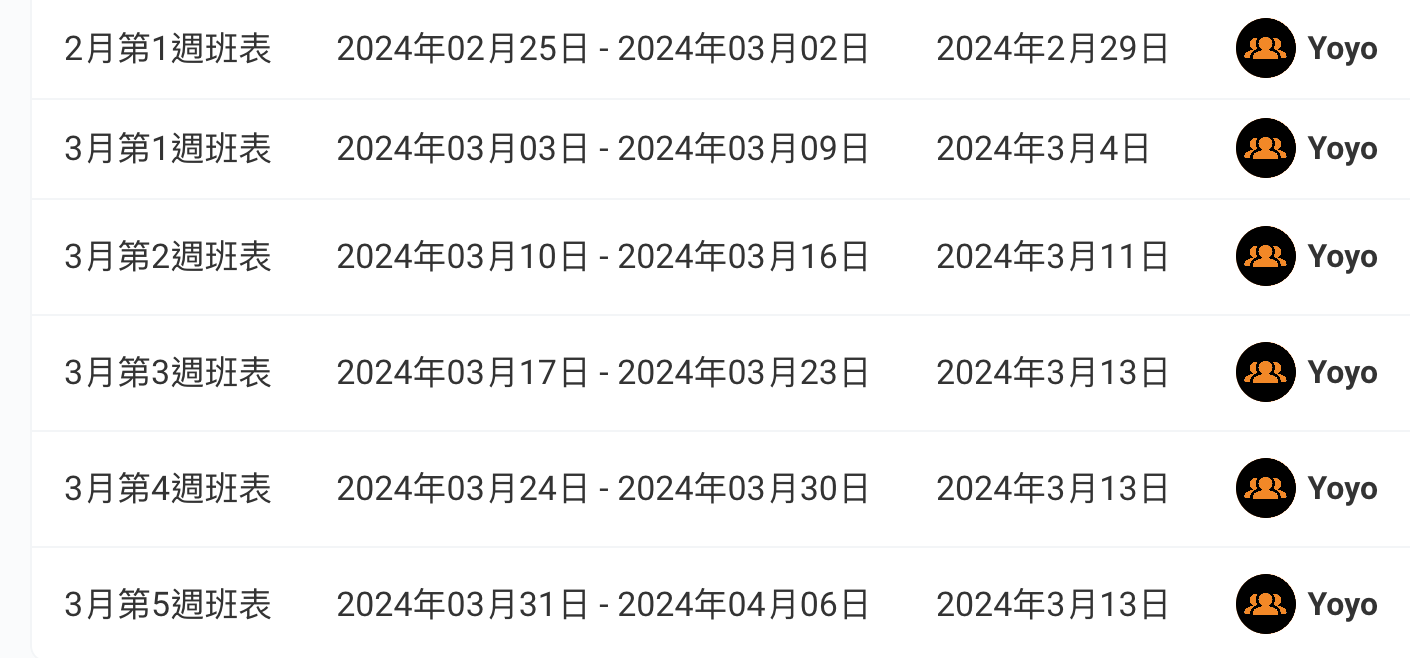 2月第1週班表 2024年02月25日 - 2024年03月02日 2024年2月29日 Yoyo
3月第1週班表 2024年03月03日 - 2024年03月09日 2024年3月4日 Yoyo
3月第2週班表 2024年03月10日 - 2024年03月16日 2024年3月11日 Yoyo
3月第3週班表 2024年03月17日 - 2024年03月23日 2024年3月13日 Yoyo
3月第4週班表 2024年03月24日 - 2024年03月30日 2024年3月13日 Yoyo
3月第5週班表 2024年03月31日 - 2024年04月06日 2024年3月13日 Yoyo